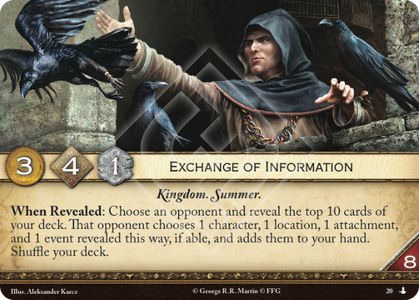 3 4 1 Exchange of Information
Kingdom. Summer.
When Revealed: Choose an opponent and reveal the top 10 cards of
your deck. That opponent chooses 1 character, 1 location, 1 attachment,
and 1 event revealed this way, if able, and adds them to your hand.
Shuffle your deck.
8
Illus. Aleksander Karcz © George R. R. Martin © FFG 20